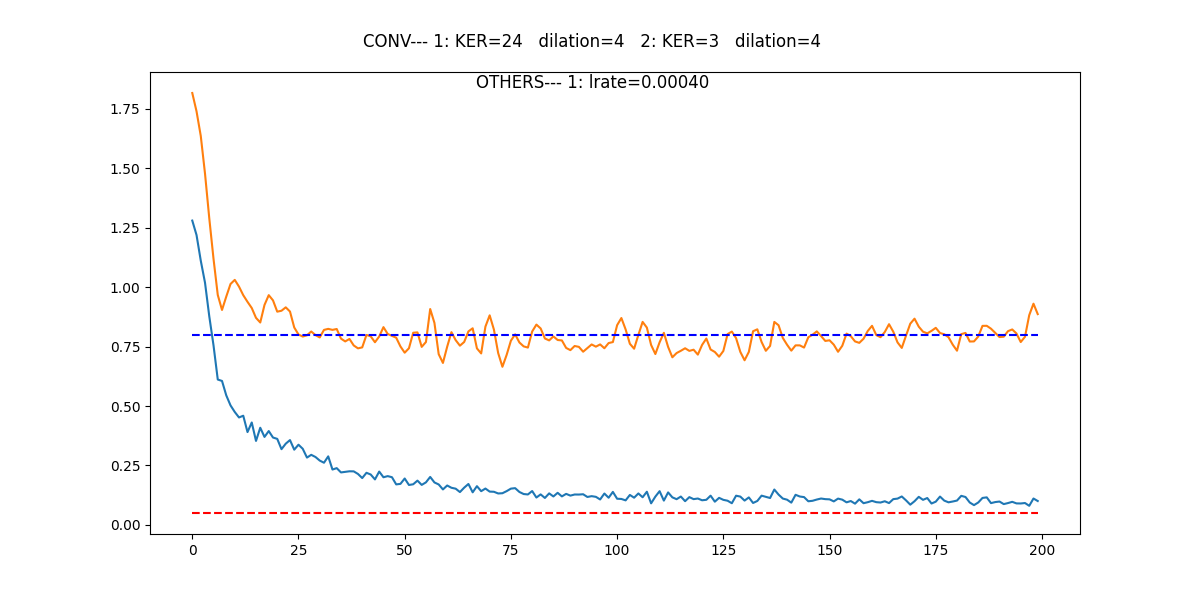 CONV--- 1: KER=24   dilation=4   2: KER=3   dilation=4
OTHERS--- 1: lrate=0.00040
1.75
1.50
1.25
1.00
0.75
0.50
0.25
0.00
0 25 50 75 100 125 150 175 200